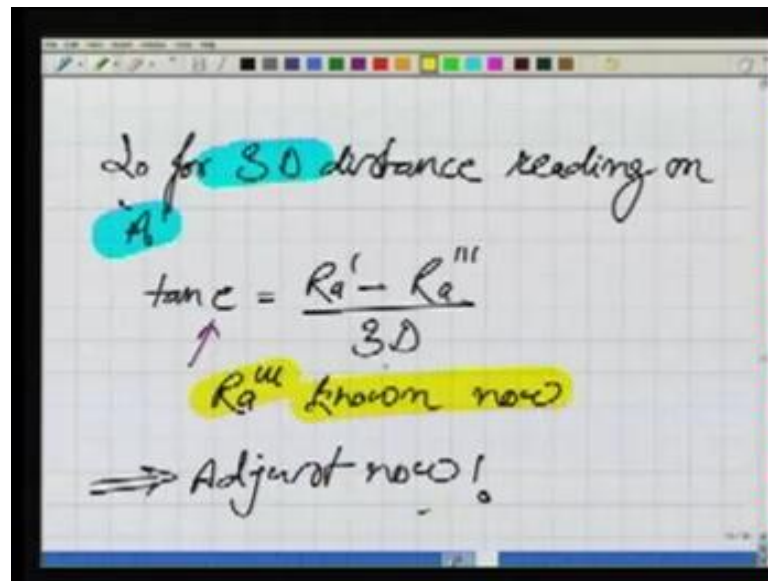 So for 3D distance reading on
A
tan e = Ra' - Ra'''
3D
Ra''' known now
⇒ Adjust now!